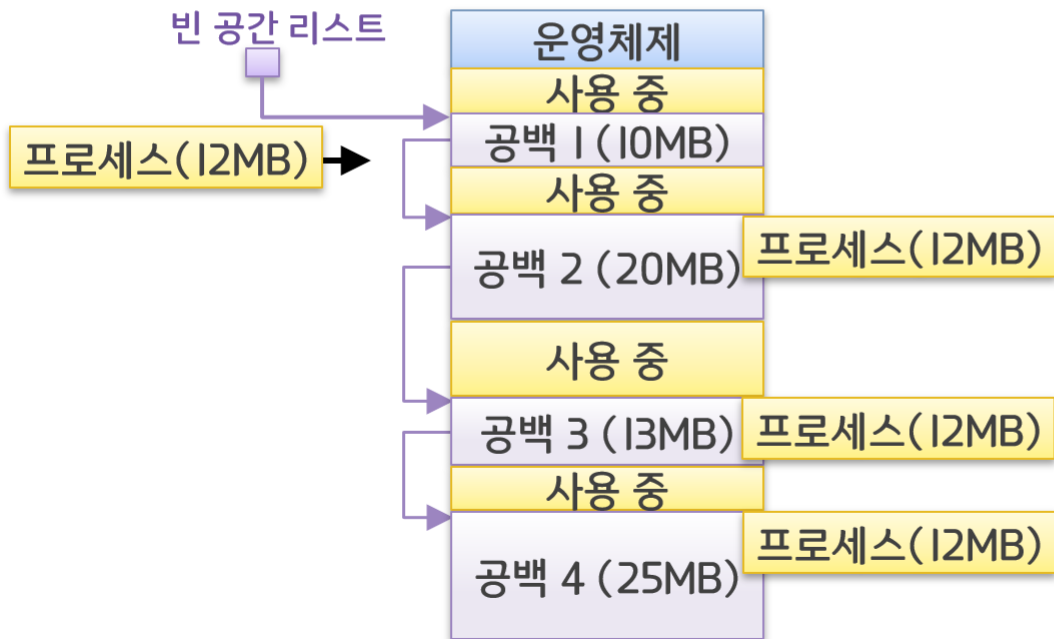 빈 공간 리스트
운영체제
사용 중
프로세스(12MB)
공백 1 (10MB)
사용 중
공백 2 (20MB)
프로세스(12MB)
사용 중
공백 3 (13MB)
프로세스(12MB)
사용 중
공백 4 (25MB)
프로세스(12MB)